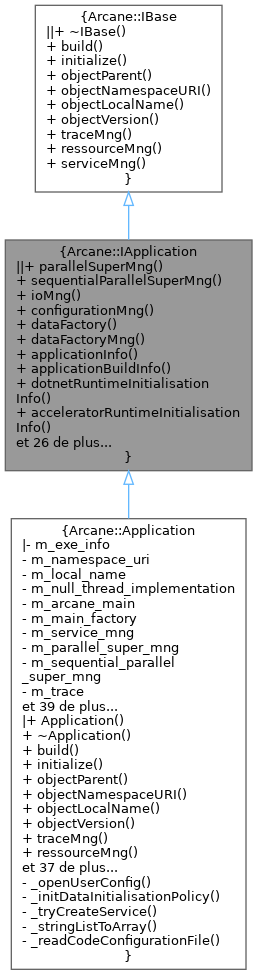 {Arcane::IBase
||+ ~IBase()
+ build()
+ initialize()
+ objectParent()
+ objectNamespaceURI()
+ objectLocalName()
+ objectVersion()
+ traceMng()
+ ressourceMng()
+ serviceMng()
}
{Arcane::IApplication
||+ parallelSuperMng()
+ sequentialParallelSuperMng()
+ ioMng()
+ configurationMng()
+ dataFactory()
+ dataFactoryMng()
+ applicationInfo()
+ applicationBuildInfo()
+ dotnetRuntimeInitialisation
Info()
+ acceleratorRuntimeInitialisation
Info()
et 26 de plus...
}
{Arcane::Application
|- m_exe_info
- m_namespace_uri
- m_local_name
- m_null_thread_implementation
- m_arcane_main
- m_main_factory
- m_service_mng
- m_parallel_super_mng
- m_sequential_parallel
_super_mng
- m_trace
et 39 de plus...
|+ Application()
+ ~Application()
+ build()
+ initialize()
+ objectParent()
+ objectNamespaceURI()
+ objectLocalName()
+ objectVersion()
+ traceMng()
+ ressourceMng()
et 37 de plus...
- _openUserConfig()
- _initDataInitialisationPolicy()
- _tryCreateService()
- _stringListToArray()
- _readCodeConfigurationFile()
}